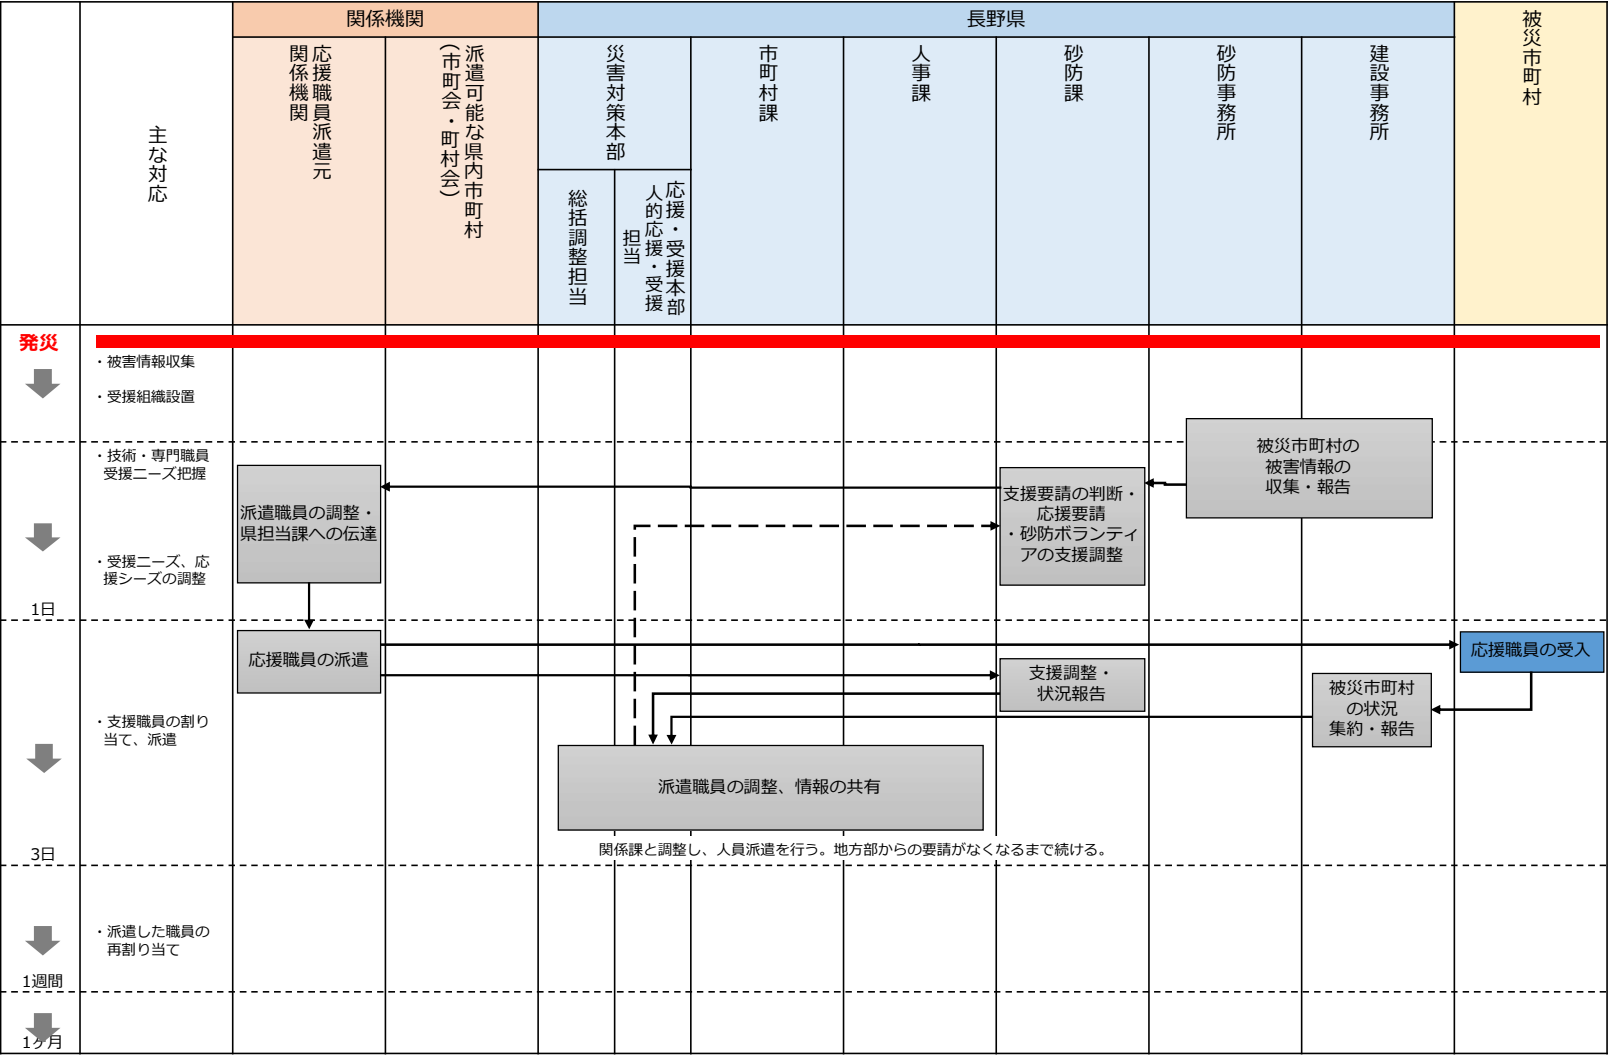 関係機関
長野県
被災市町村
主な対応
応援職員派遣元
関係機関
派遣可能な県内市町村
(市町会・町村会)
災害対策本部
市町村課
人事課
砂防課
砂防事務所
建設事務所
総括調整担当
応援・受援本部
人的応援・受援
担当
発災
・被害情報収集
・受援組織設置
・技術・専門職員
受援ニーズ把握
・受援ニーズ、応
援シーズの調整
1日
派遣職員の調整・
県担当課への伝達
支援要請の判断・
応援要請
・砂防ボランティ
アの支援調整
被災市町村の
被害情報の
収集・報告
応援職員の派遣
支援調整・
状況報告
応援職員の受入
被災市町村
の状況
集約・報告
・支援職員の割り
当て、派遣
派遣職員の調整、情報の共有
関係課と調整し、人員派遣を行う。地方部からの要請がなくなるまで続ける。
3日
・派遣した職員の
再割り当て
1週間
1ケ月